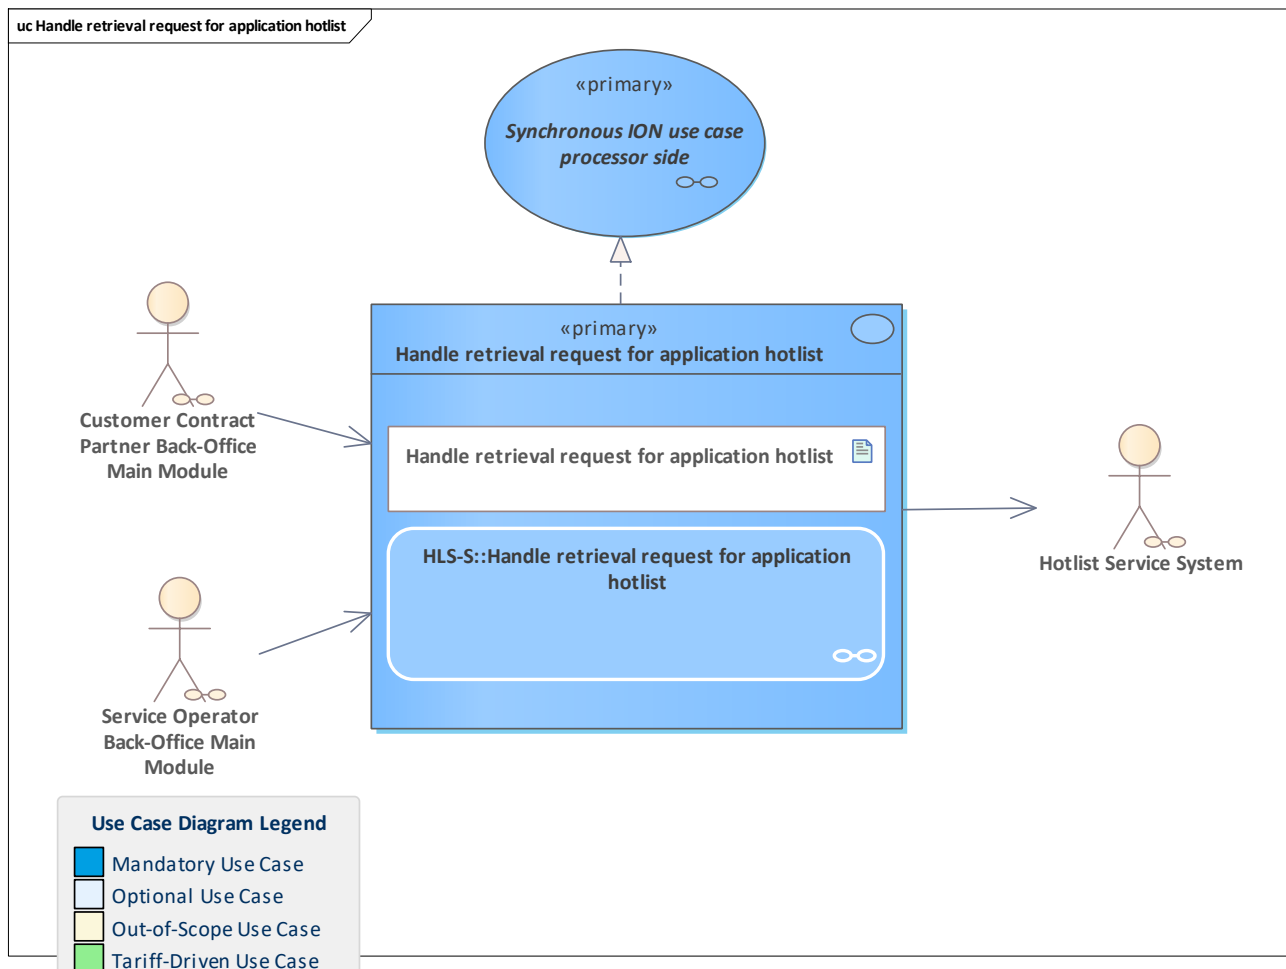 uc Handle retrieval request for application hotlist
«primary»
Synchronous ION use case
processor side
«primary»
Handle retrieval request for application hotlist
Customer Contract
Partner Back-Office
Main Module
Handle retrieval request for application hotlist
HLS-S::Handle retrieval request for application
hotlist
Hotlist Service System
Service Operator
Back-Office Main
Module
Use Case Diagram Legend
Mandatory Use Case
Optional Use Case
Out-of-Scope Use Case
Tariff-Driven Use Case